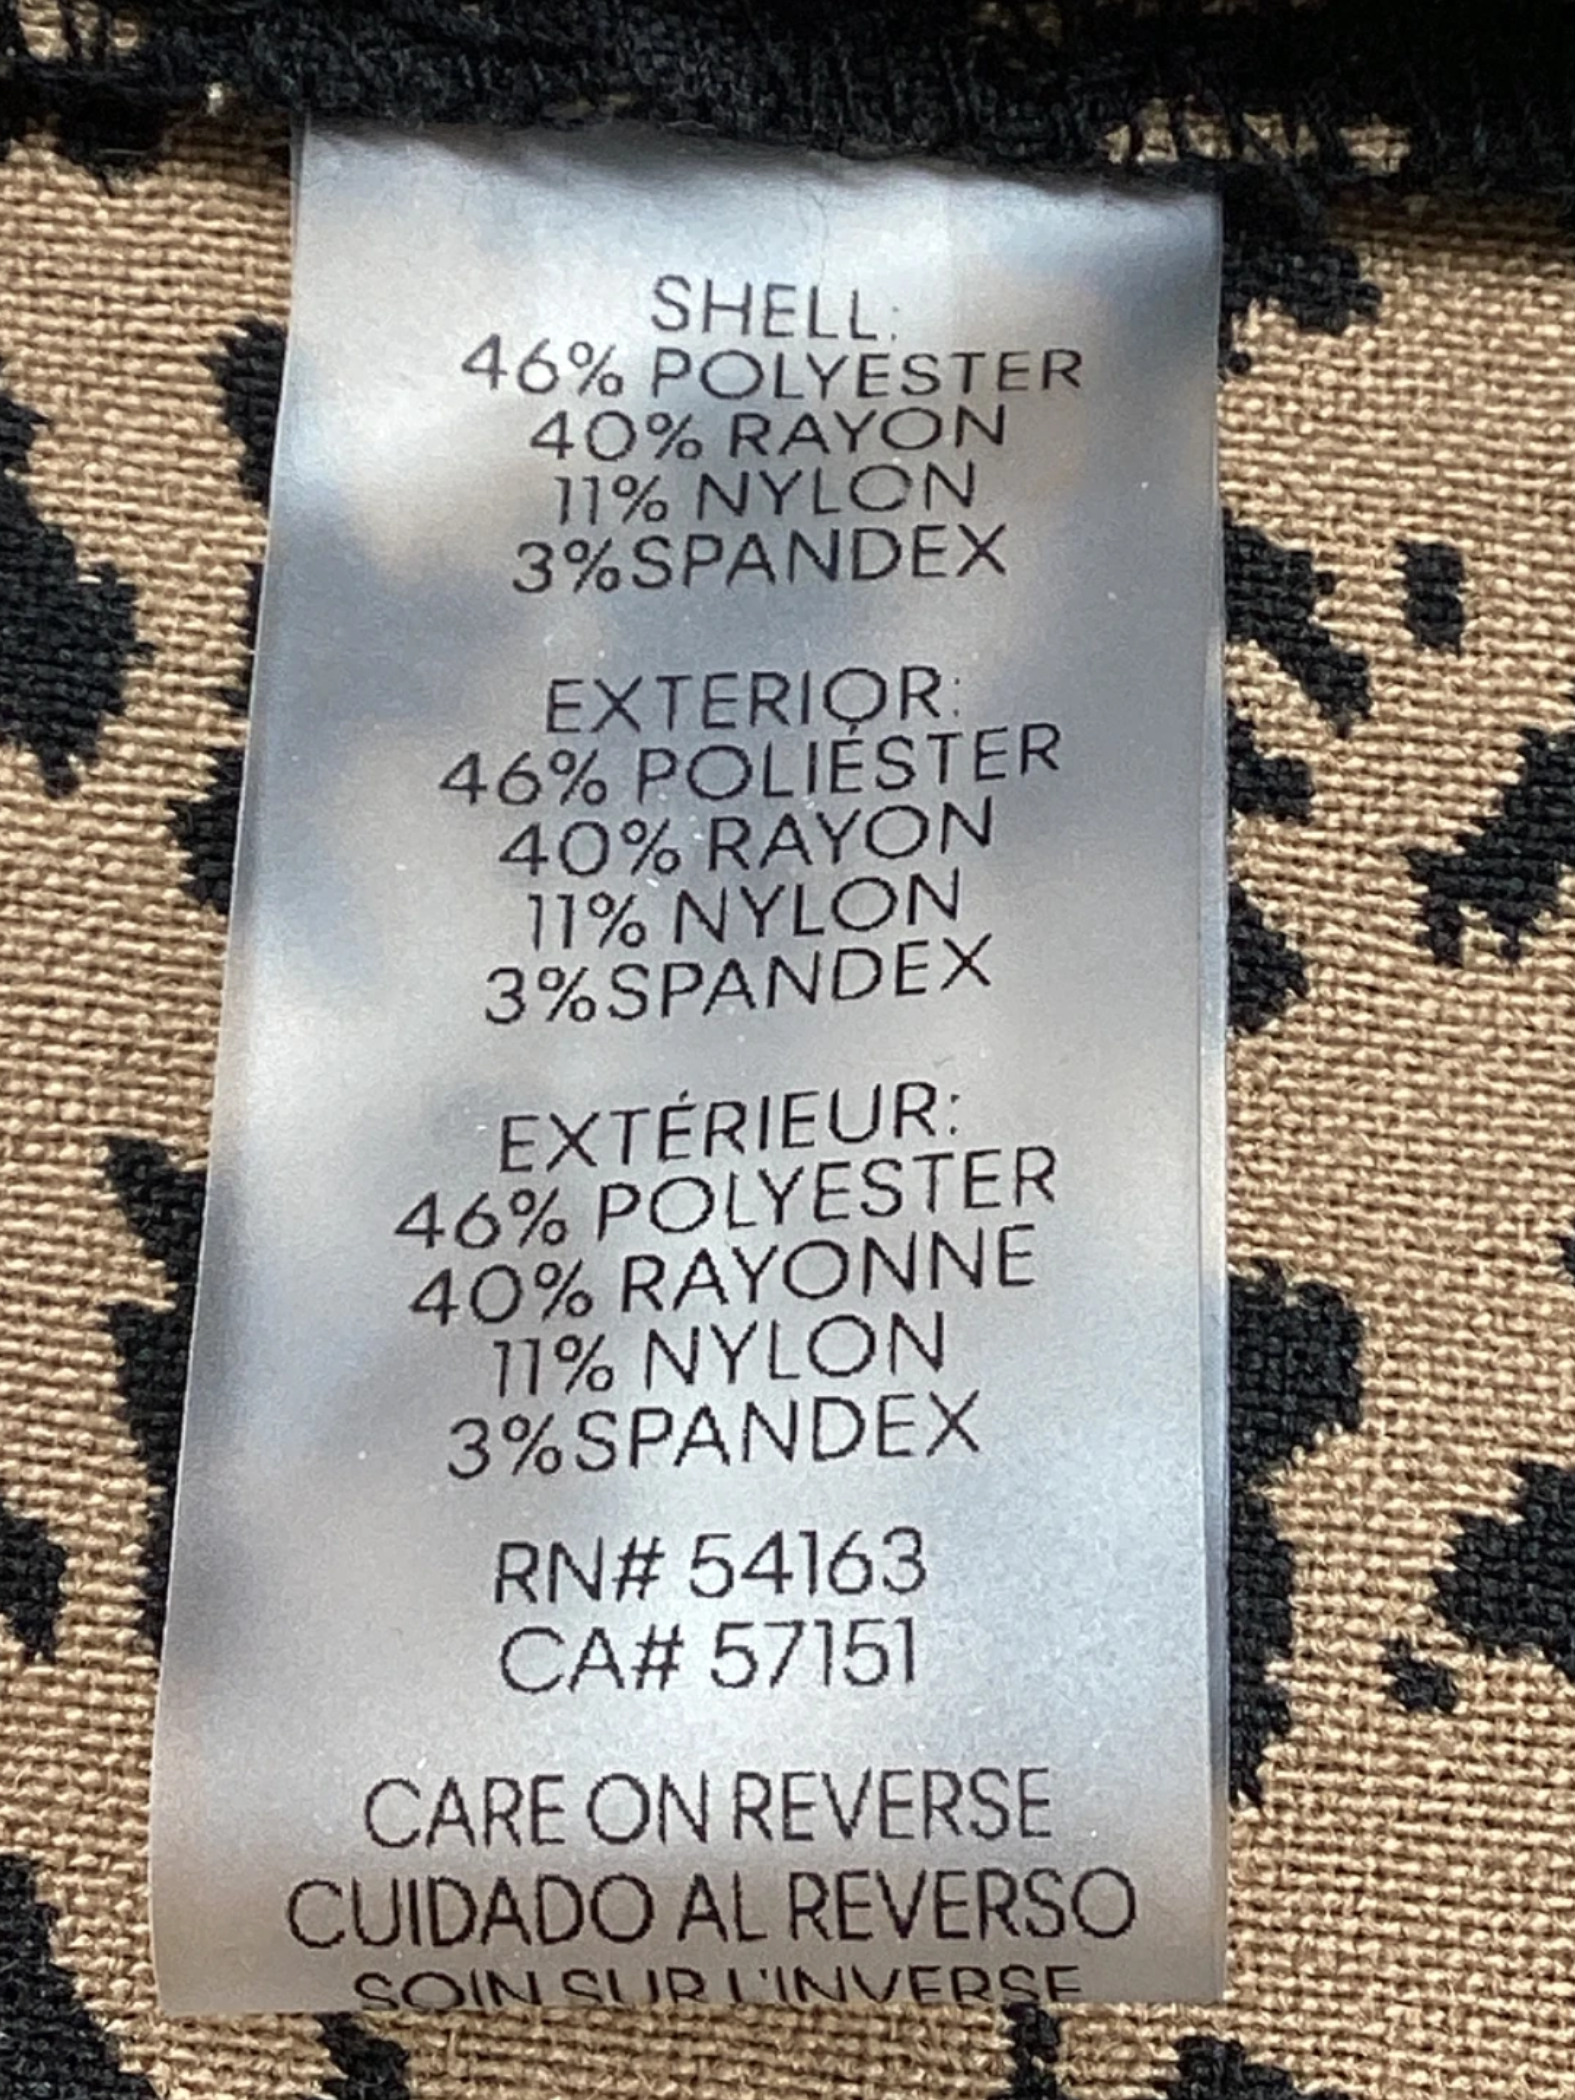 SHELL:
46% POLYESTER
40% RAYON
11% NYLON
3%SPANDEX
EXTERIOR:
46% POLIÉSTER
40% RAYON
11% NYLON
3%SPANDEX
EXTÉRIEUR:
46% POLYESTER
40% RAYONNE
11% NYLON
3%SPANDEX
RN# 54163
CA# 57151
CARE ON REVERSE
CUIDADO AL REVERSO
SOIN SUR L'INVERSE